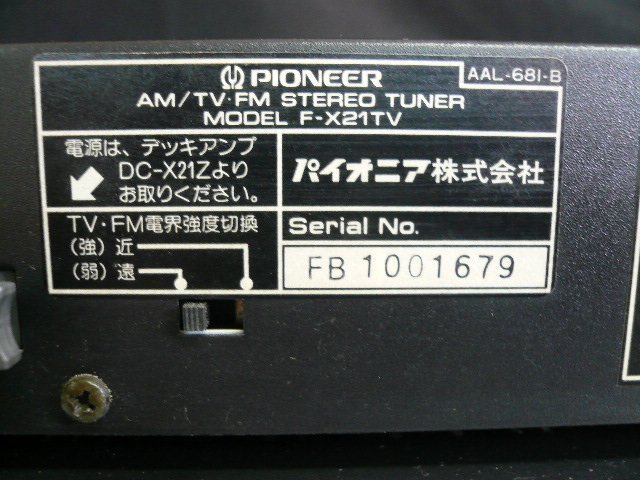 PIONEER
AAL-681-B
AM/TV・FM STEREO TUNER
MODEL F-X21TV
電源は、デッキアンプ
DC-X21Zより
お取りください。
パイオニア株式会社
TV・FM電界強度切換
(強)近
(弱)遠
Serial No.
FB1001679